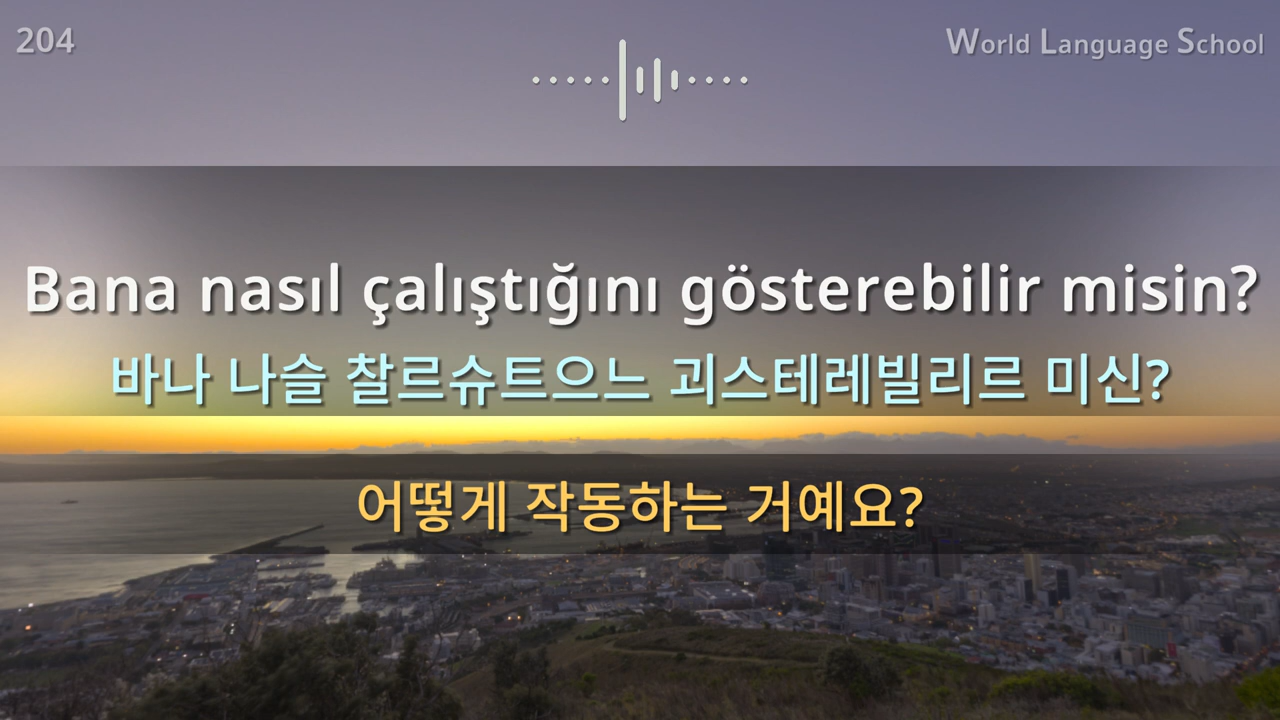 204
World Language School
Bana nasıl çalıştığını gösterebilir misin?
바나 나슬 찰르슈트으느 괴스테레빌리르 미신?
어떻게 작동하는 거예요?